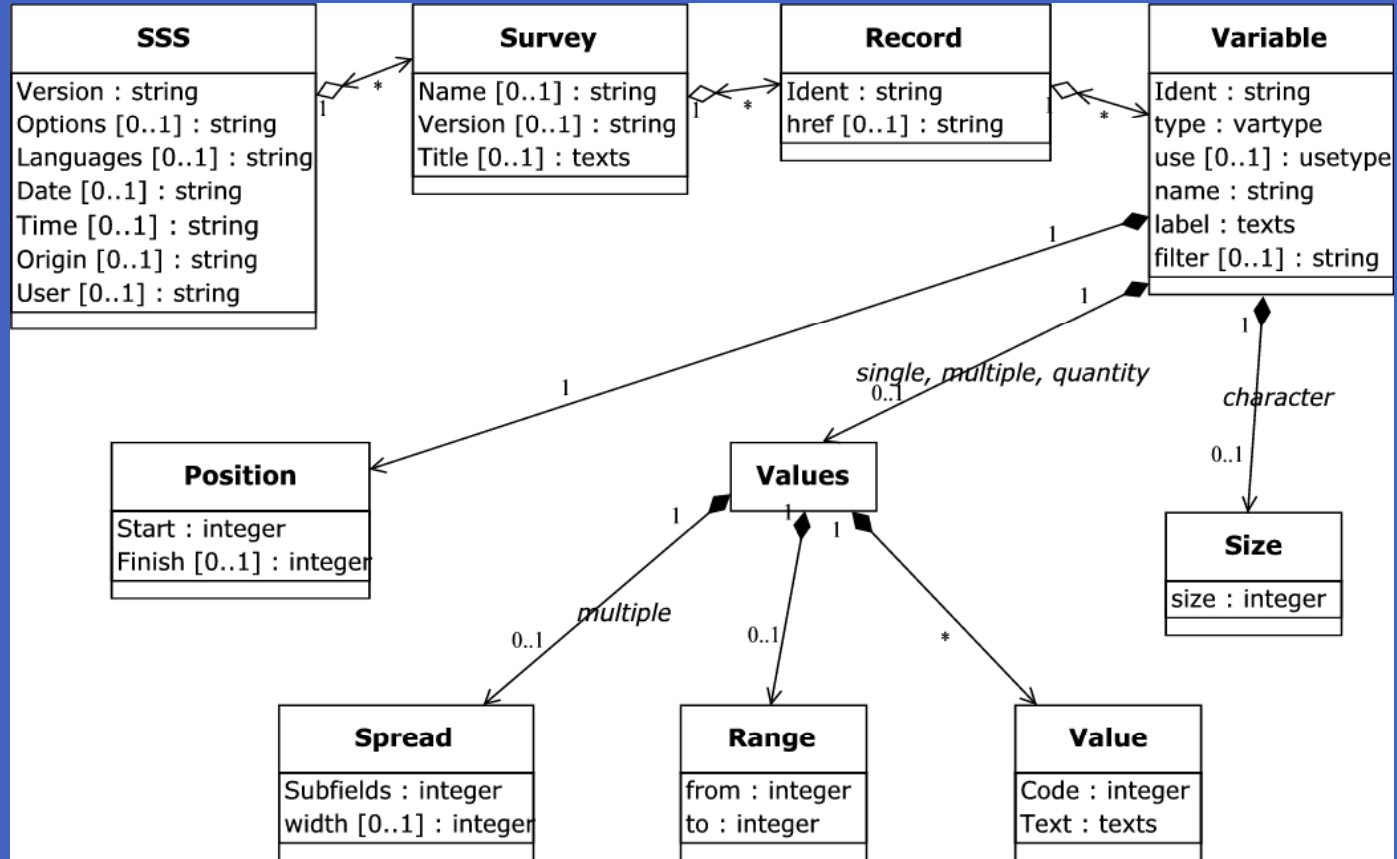 SSS
Version : string
Options [0..1] : string
Languages [0..1] : string
Date [0..1] : string
Time [0..1] : string
Origin [0..1] : string
User [0..1] : string
1
*
Survey
Name [0..1] : string
Version [0..1] : string
Title [0..1] : texts
1
*
Record
Ident : string
href [0..1] : string
1
*
Variable
Ident : string
type : vartype
use [0..1] : usetype
name : string
label : texts
filter [0..1] : string
1
1
1
single, multiple, quantity
0..1
1
character
0..1
Position
Start : integer
Finish [0..1] : integer
Values
Size
size : integer
1
multiple
0..1
1
0..1
1
*
Spread
Subfields : integer
width [0..1] : integer
Range
from : integer
to : integer
Value
Code : integer
Text : texts